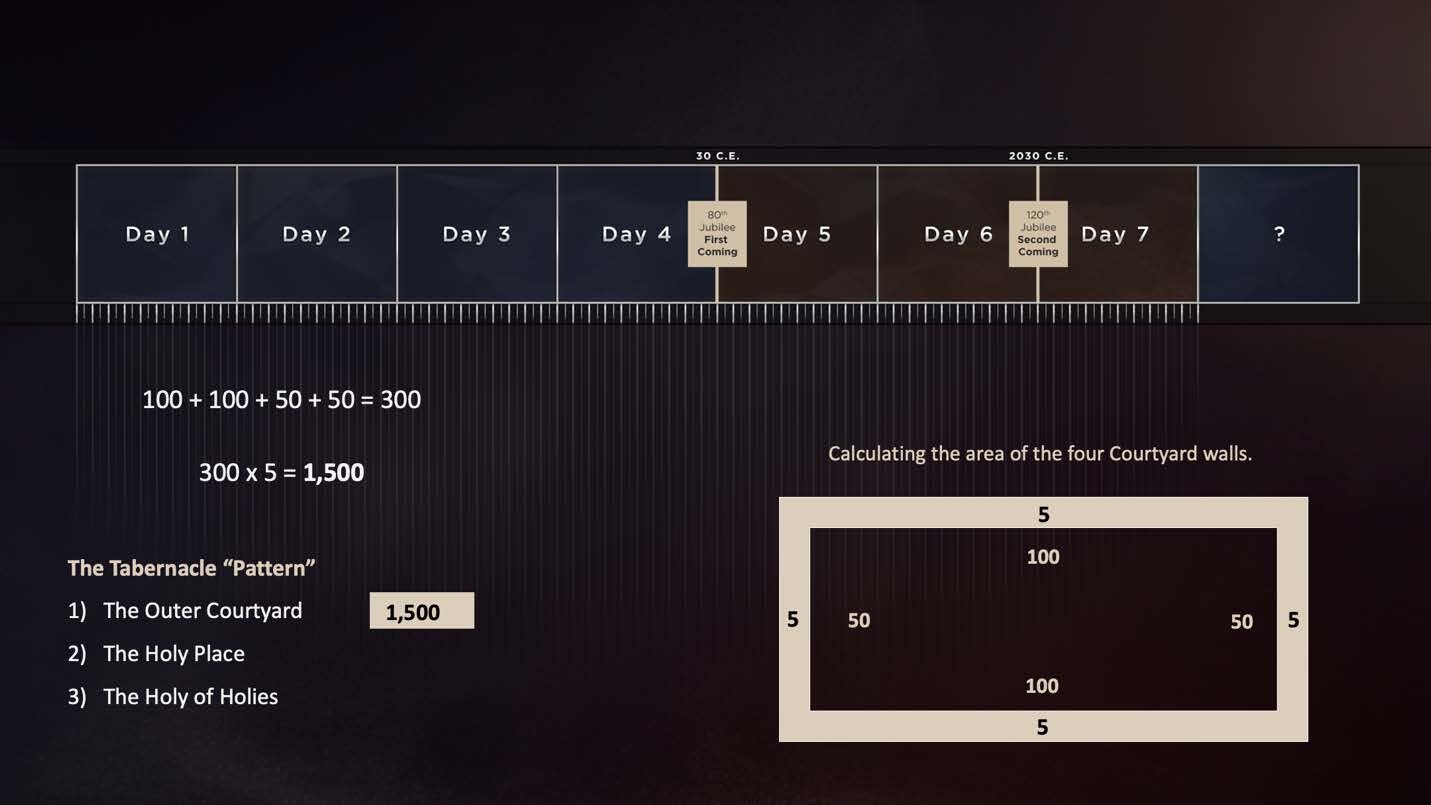 30 C.E.
2030 C.E.
Day 1
Day 2
Day 3
Day 4
80th
Jubilee
First
Coming
Day 5
Day 6
120th
Jubilee
Second
Coming
Day 7
?
100 + 100 + 50 + 50 = 300
300 x 5 = 1,500
The Tabernacle “Pattern”
1) The Outer Courtyard
1,500
2) The Holy Place
3) The Holy of Holies
Calculating the area of the four Courtyard walls.
5
100
5
50
50
5
100
5